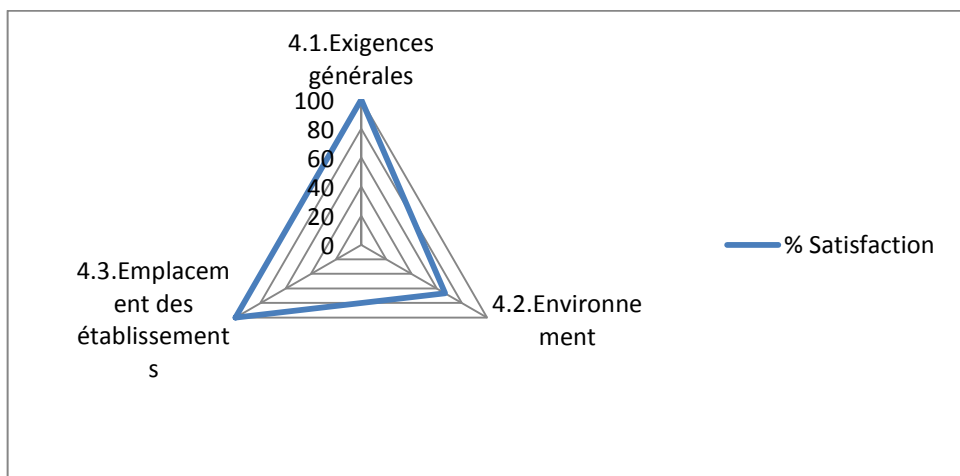 4.1.Exigences
générales
100
80
60
40
20
0
4.2.Environne
ment
4.3.Emplacem
ent des
établissement
s
% Satisfaction